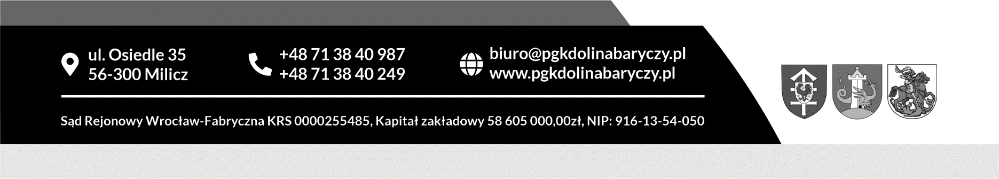 ul. Osiedle 35
56-300 Milicz
+48 71 38 40 987
+48 71 38 40 249
biuro@pgkdolinabaryczy.pl
www.pgkdolinabaryczy.pl
Sąd Rejonowy Wrocław-Fabryczna KRS 0000255485, Kapitał zakładowy 58 605 000,00zł, NIP: 916-13-54-050